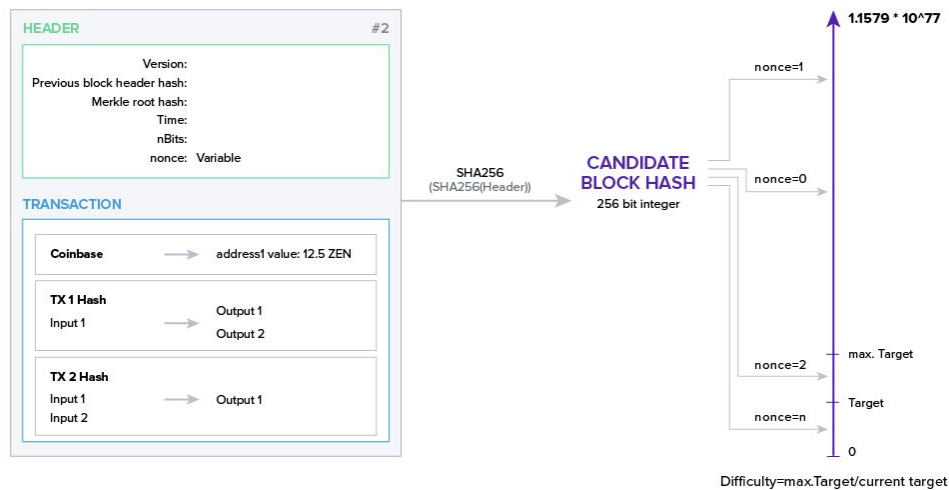 HEADER #2
Version:
Previous block header hash:
Merkle root hash:
Time:
nBits:
nonce: Variable
TRANSACTION
Coinbase address1 value: 12.5 ZEN
TX 1 Hash
Input 1
Output 1
Output 2
TX 2 Hash
Input 1
Input 2
Output 1
SHA256
(SHA256(Header))
CANDIDATE
BLOCK HASH
256 bit integer
1.1579 * 10^77
nonce=1
nonce=0
max. Target
nonce=2
Target
nonce=n
0
Difficulty=max.Target/current target